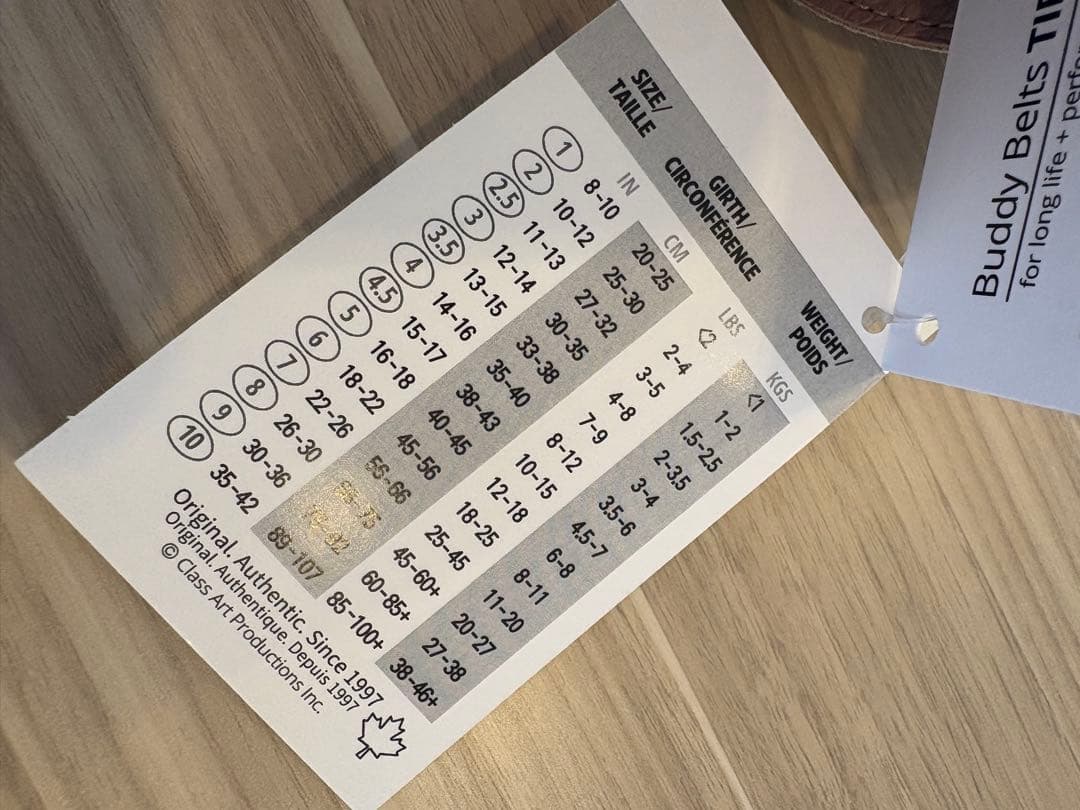 SIZE/ GIRTH/ WEIGHT/
TAILLE CIRCONFÉRENCE POIDS
IN CM LBS KGS
1 8-10 20-25 <2 <1
2 10-12 25-30 2-4 1-2
2.5 11-13 27-32 3-5 1.5-2.5
3 12-14 30-35 4-8 2-3.5
3.5 13-15 33-38 7-9 3-4
4 14-16 35-40 8-12 3.5-6
4.5 15-17 38-43 10-15 4.5-7
5 16-18 40-45 12-18 6-8
6 18-22 45-56 18-25 8-11
7 22-26 56-66 25-45 11-20
8 26-30 45-60+ 20-27
9 30-36 60-85+ 27-38
10 35-42 89-107 85-100+ 38-46+
Original. Authentic. Since 1997
Original. Authentique. Depuis 1997
© Class Art Productions Inc.
Buddy Belts
for long life +